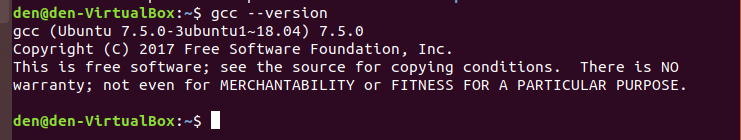 den@den-VirtualBox:~$ gcc --version
gcc (Ubuntu 7.5.0-3ubuntu1~18.04) 7.5.0
Copyright (C) 2017 Free Software Foundation, Inc.
This is free software; see the source for copying conditions.  There is NO
warranty; not even for MERCHANTABILITY or FITNESS FOR A PARTICULAR PURPOSE.
den@den-VirtualBox:~$